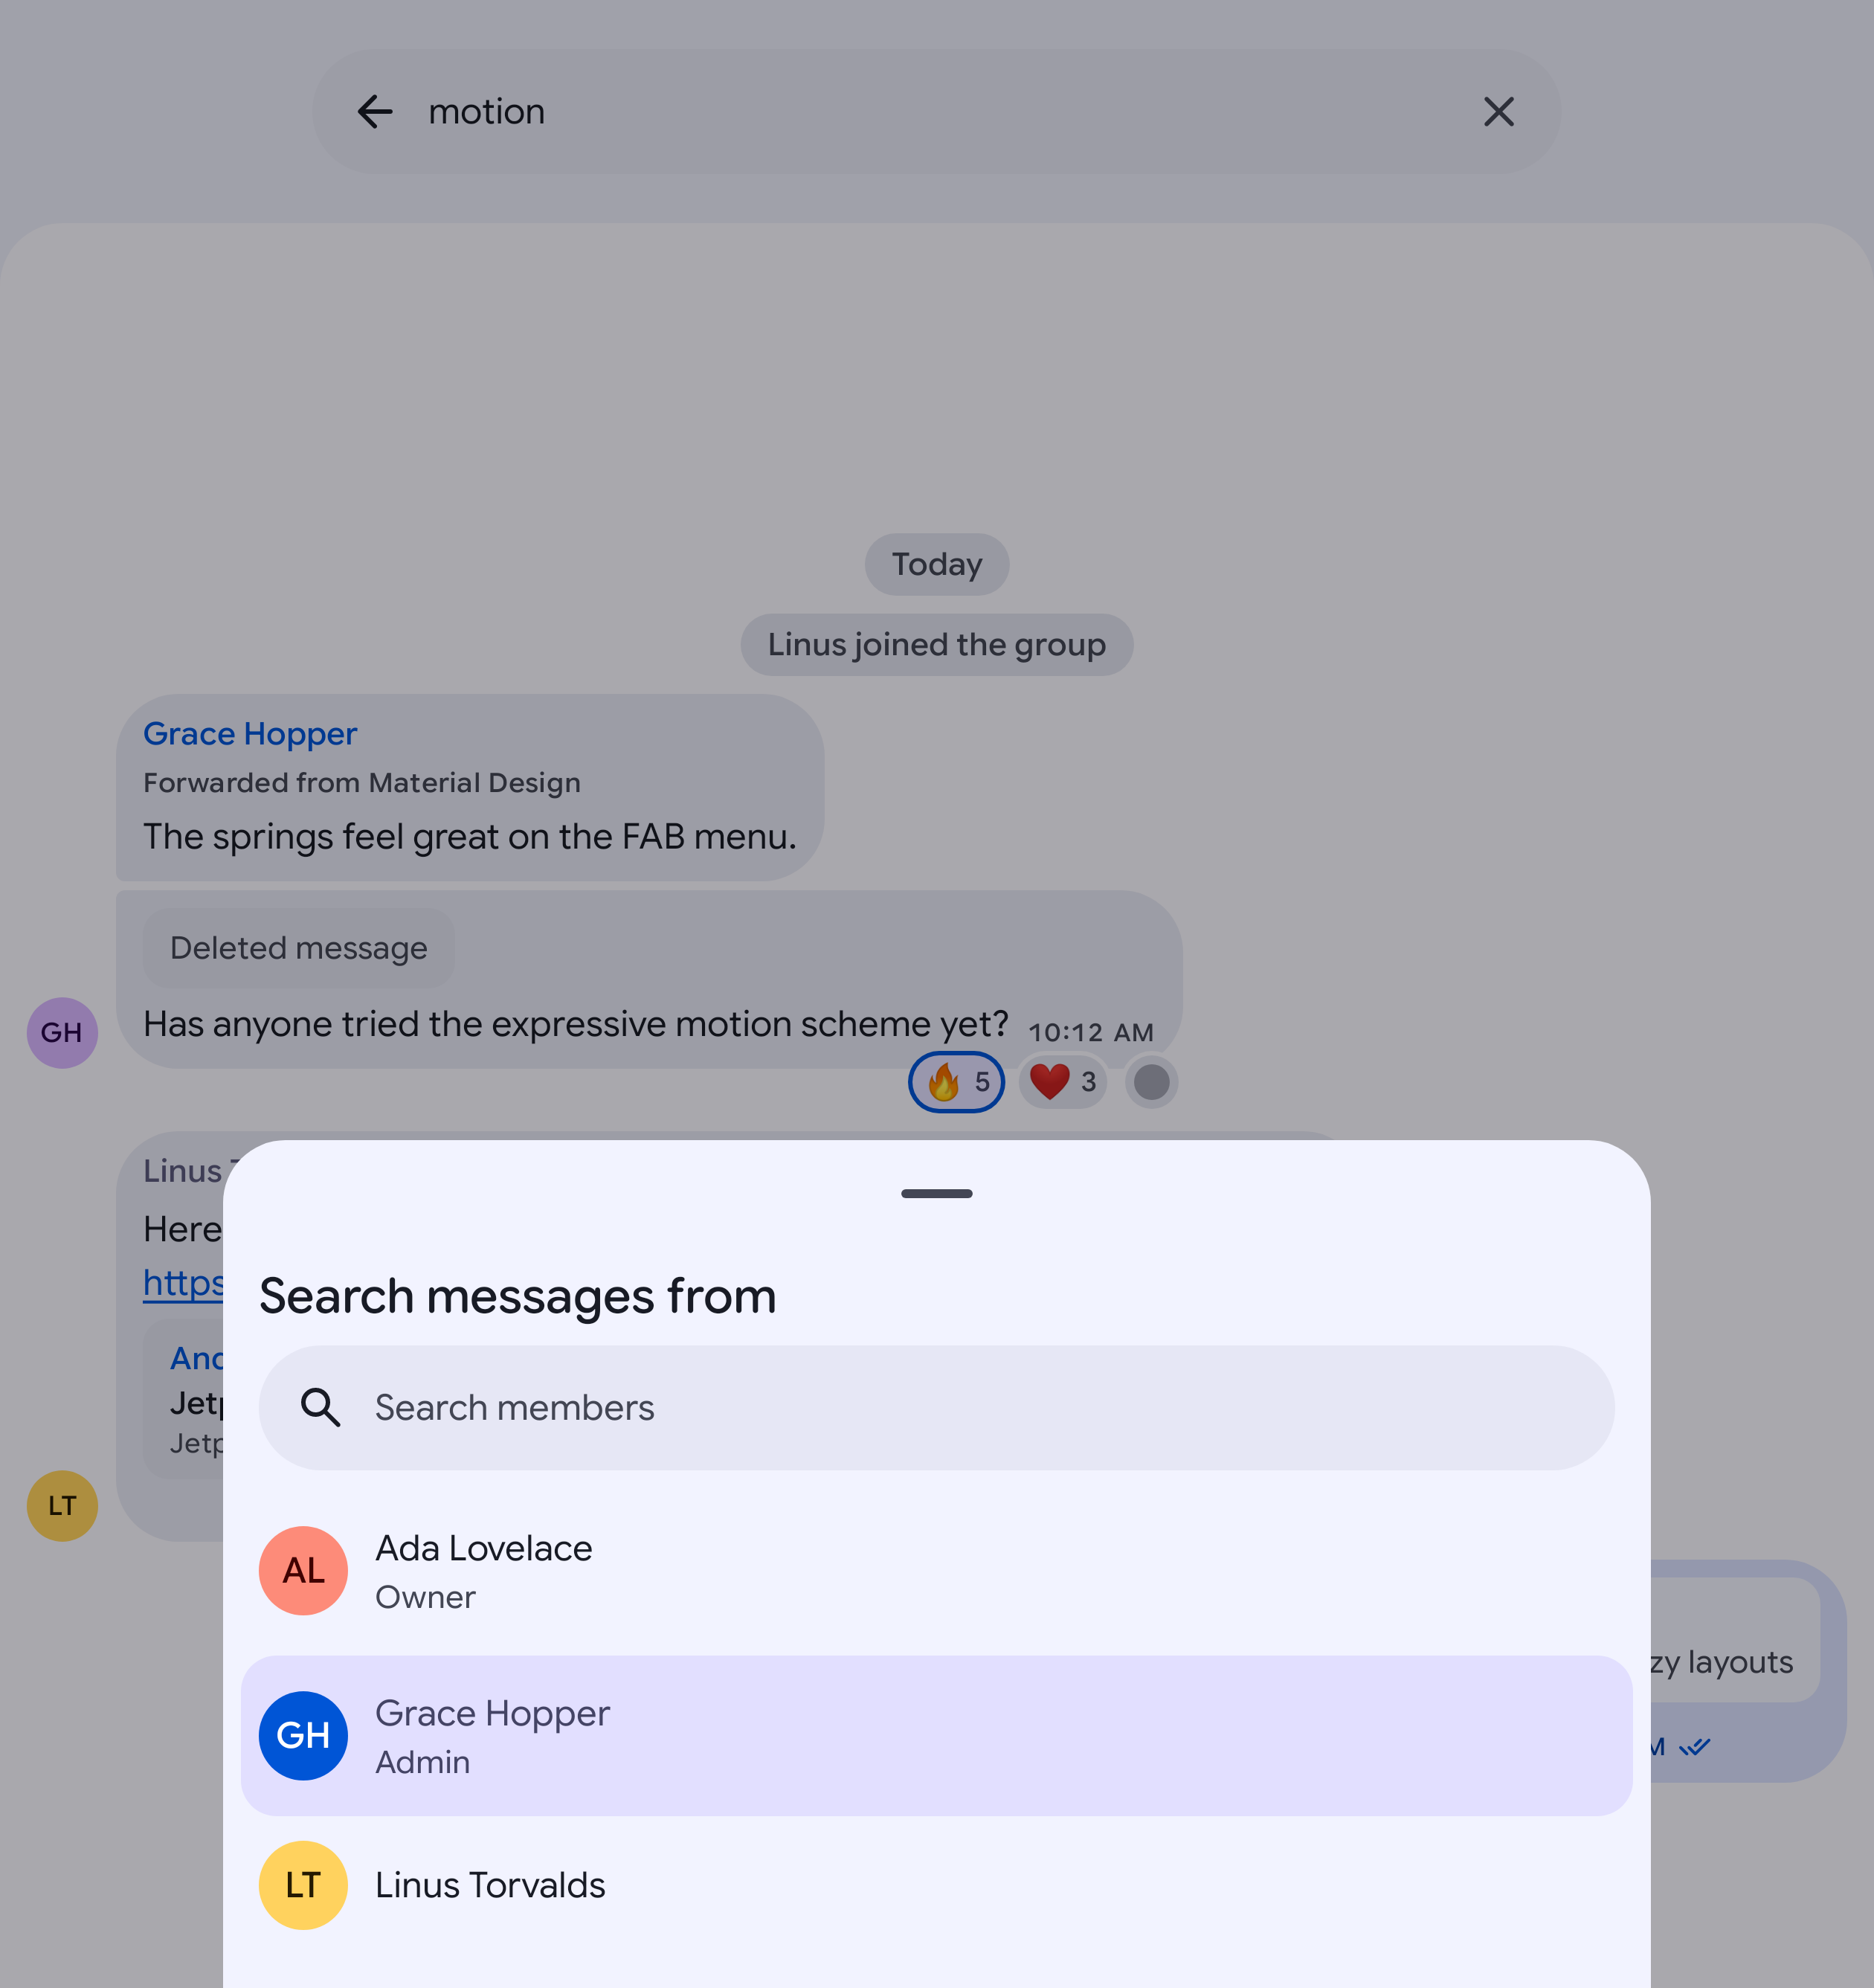 motion
Today
Linus joined the group
Grace Hopper
Forwarded from Material Design
The springs feel great on the FAB menu.
Deleted message
Has anyone tried the expressive motion scheme yet? 10:12 AM
GH
5 3
Linus
Here
https
Jetp
LT
layouts
Search messages from
Search members
AL
Ada Lovelace
Owner
GH
Grace Hopper
Admin
LT
Linus Torvalds